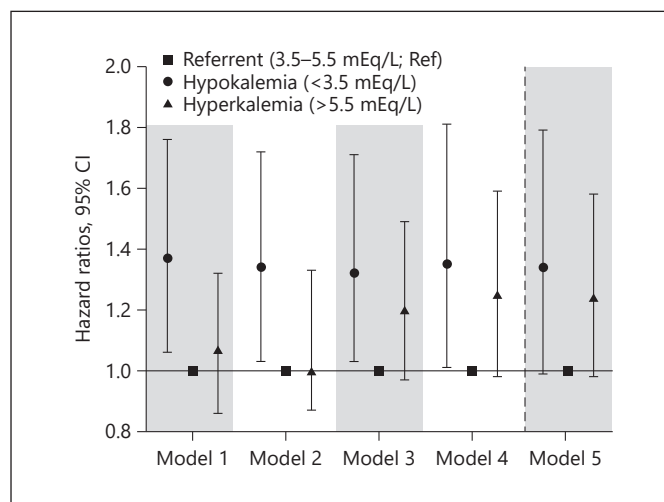 Referrent (3.5–5.5 mEq/L; Ref)
Hypokalemia (<3.5 mEq/L)
Hyperkalemia (>5.5 mEq/L)
Hazard ratios, 95% CI
2.0
1.8
1.6
1.4
1.2
1.0
0.8
Model 1 Model 2 Model 3 Model 4 Model 5